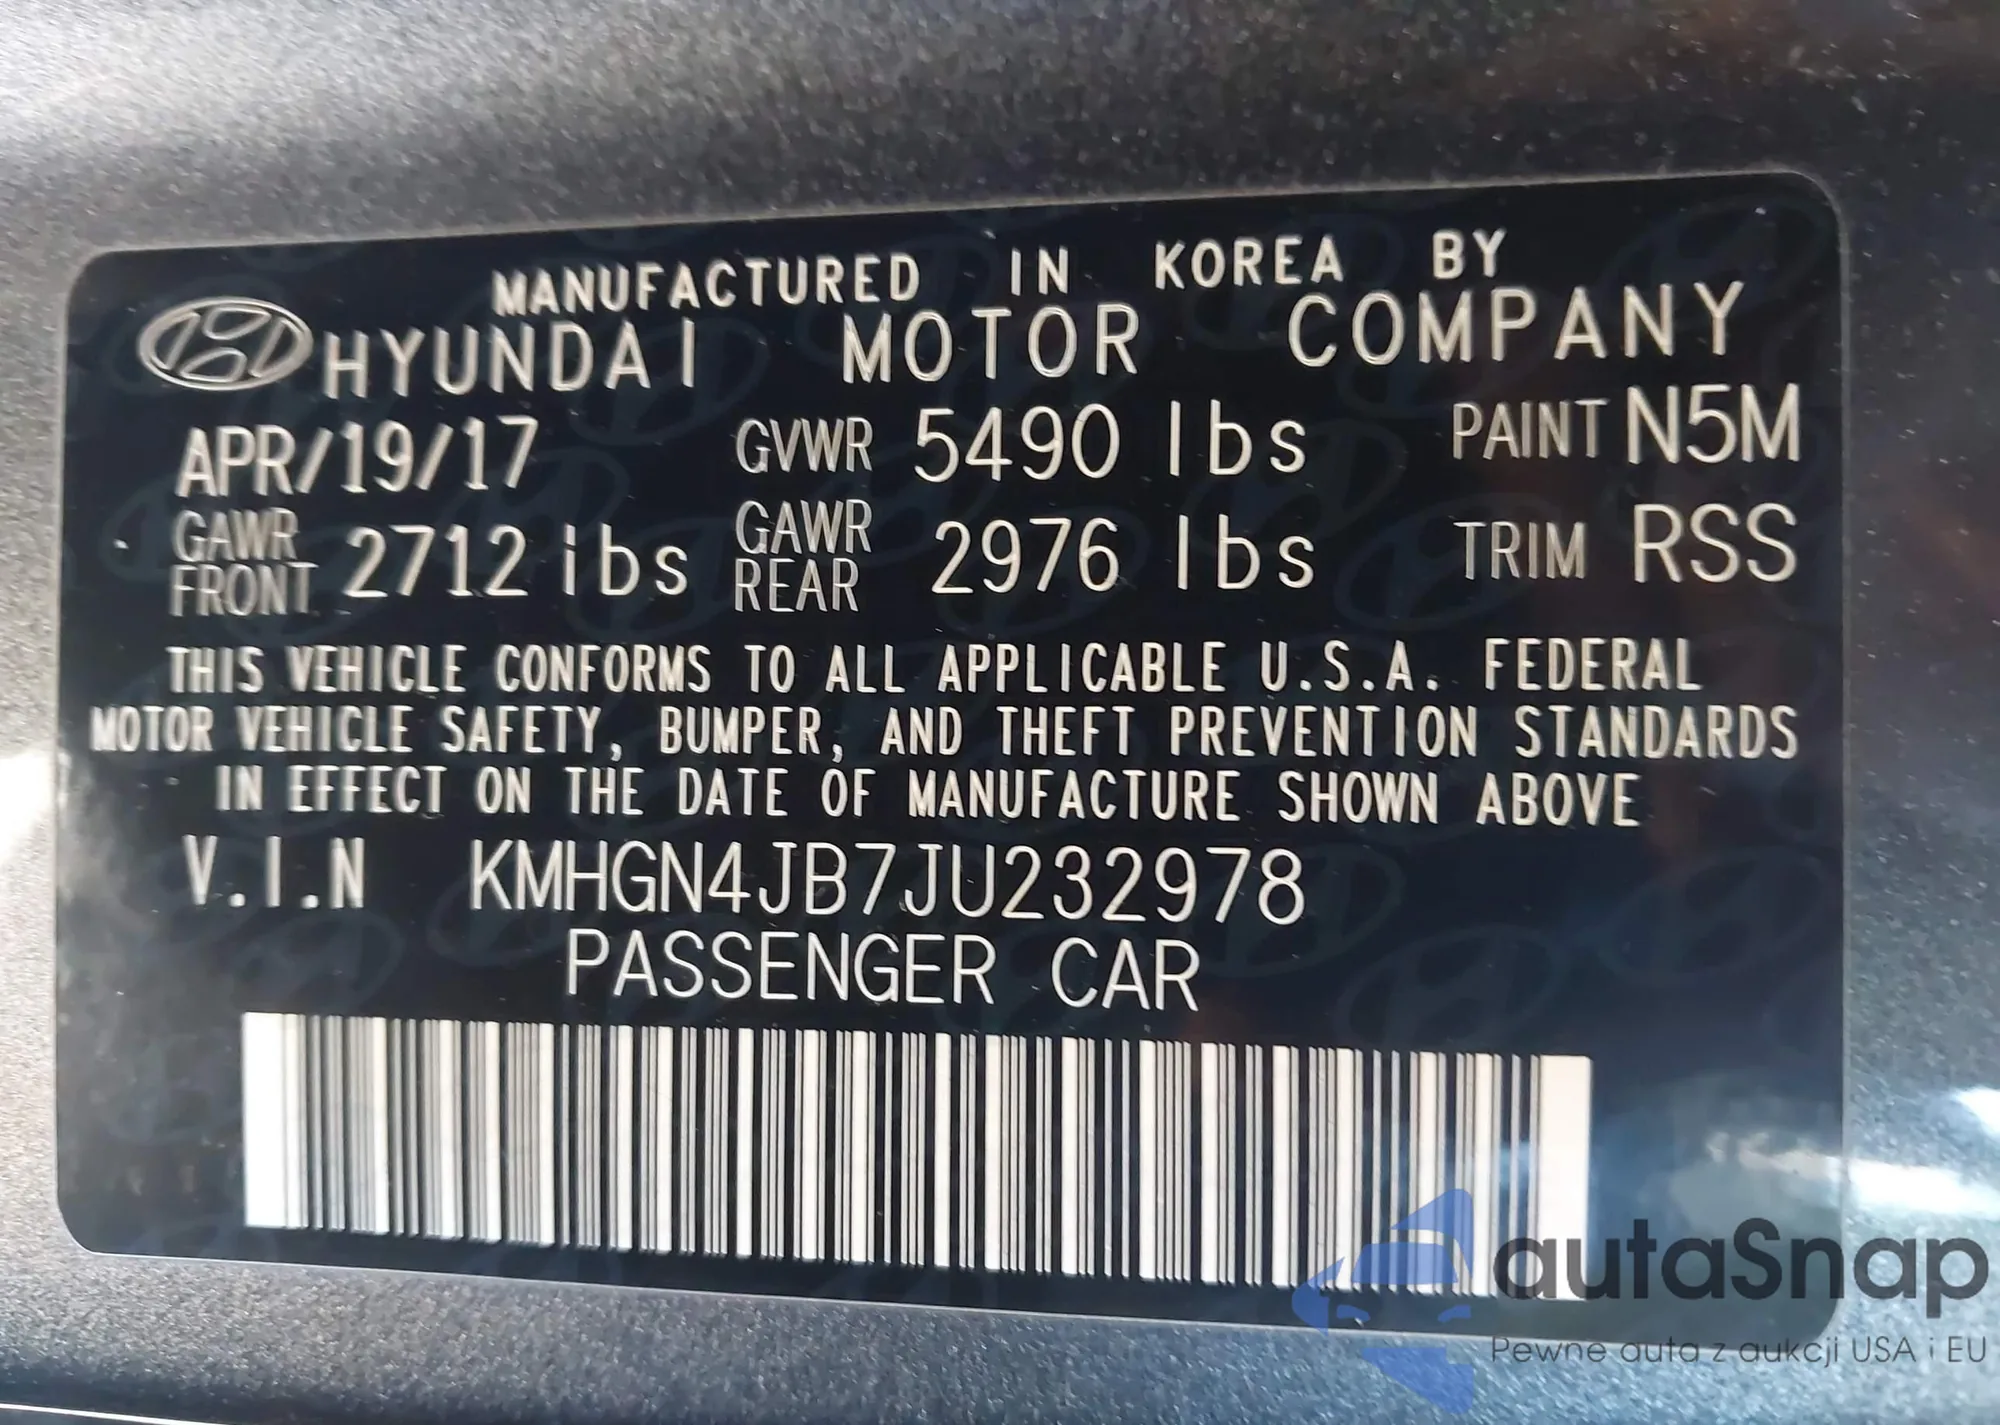 MANUFACTURED IN KOREA BY
HYUNDAI MOTOR COMPANY
APR/19/17 GVWR 5490 lbs PAINT N5M
GAWR FRONT 2712 lbs GAWR REAR 2976 lbs TRIM RSS
THIS VEHICLE CONFORMS TO ALL APPLICABLE U.S.A. FEDERAL
MOTOR VEHICLE SAFETY, BUMPER, AND THEFT PREVENTION STANDARDS
IN EFFECT ON THE DATE OF MANUFACTURE SHOWN ABOVE
V.I.N KMHGN4JB7JU232978
PASSENGER CAR
autaSnap
Pewne auta z aukcji USA i EU